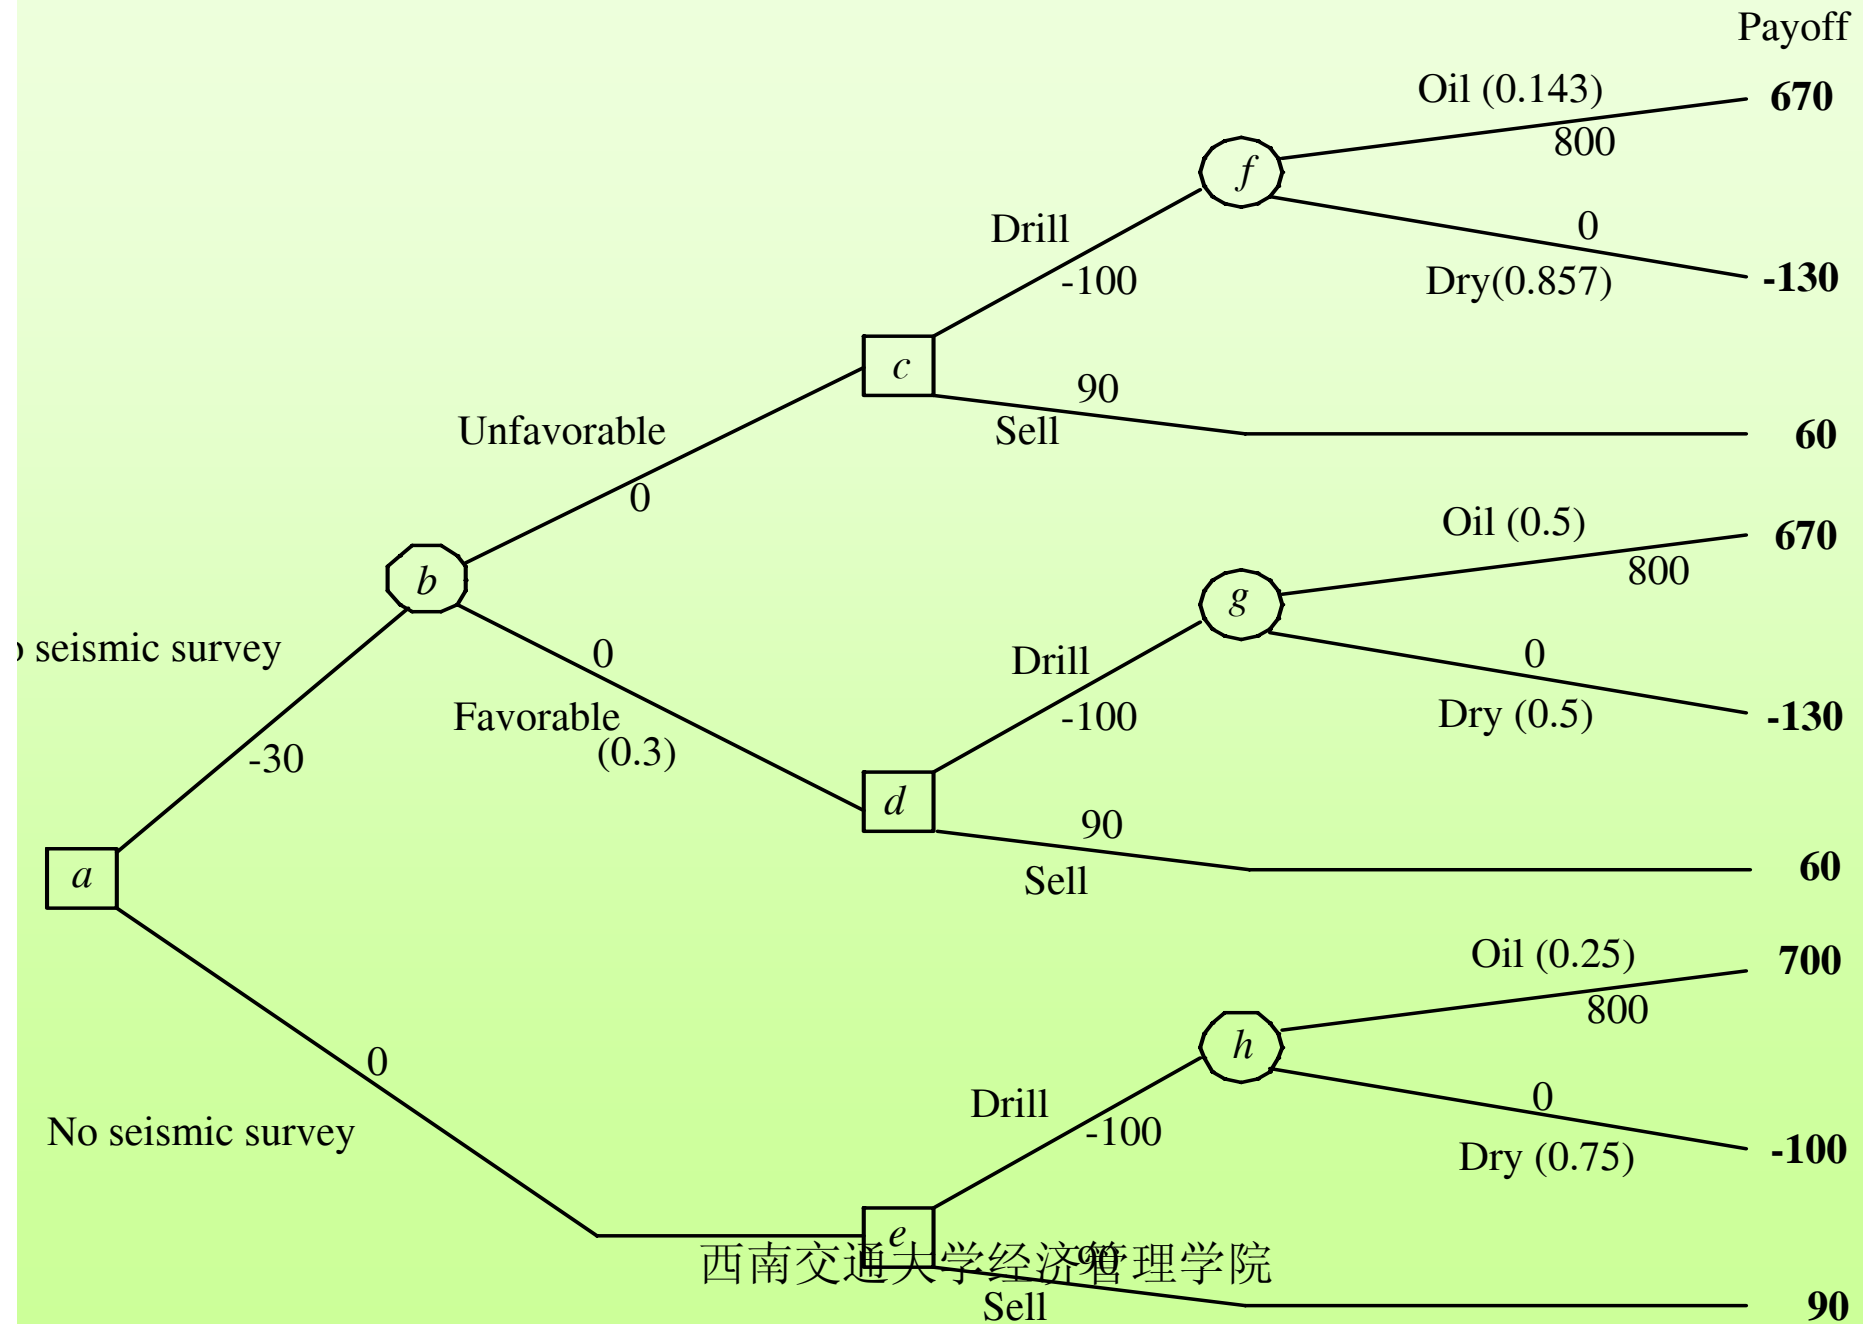 Payoff
Oil (0.143)
670
800
f
0
Drill
-100
Dry(0.857)
-130
c
90
Unfavorable
Sell
60
0
Oil (0.5)
670
800
b
g
seismic survey
0
Drill
0
Favorable
(0.3)
-100
Dry (0.5)
-130
-30
d
90
a
Sell
60
Oil (0.25)
700
800
0
h
Drill
-100
0
No seismic survey
Dry (0.75)
-100
e
90
西南交通大学经济管理学院
Sell
90